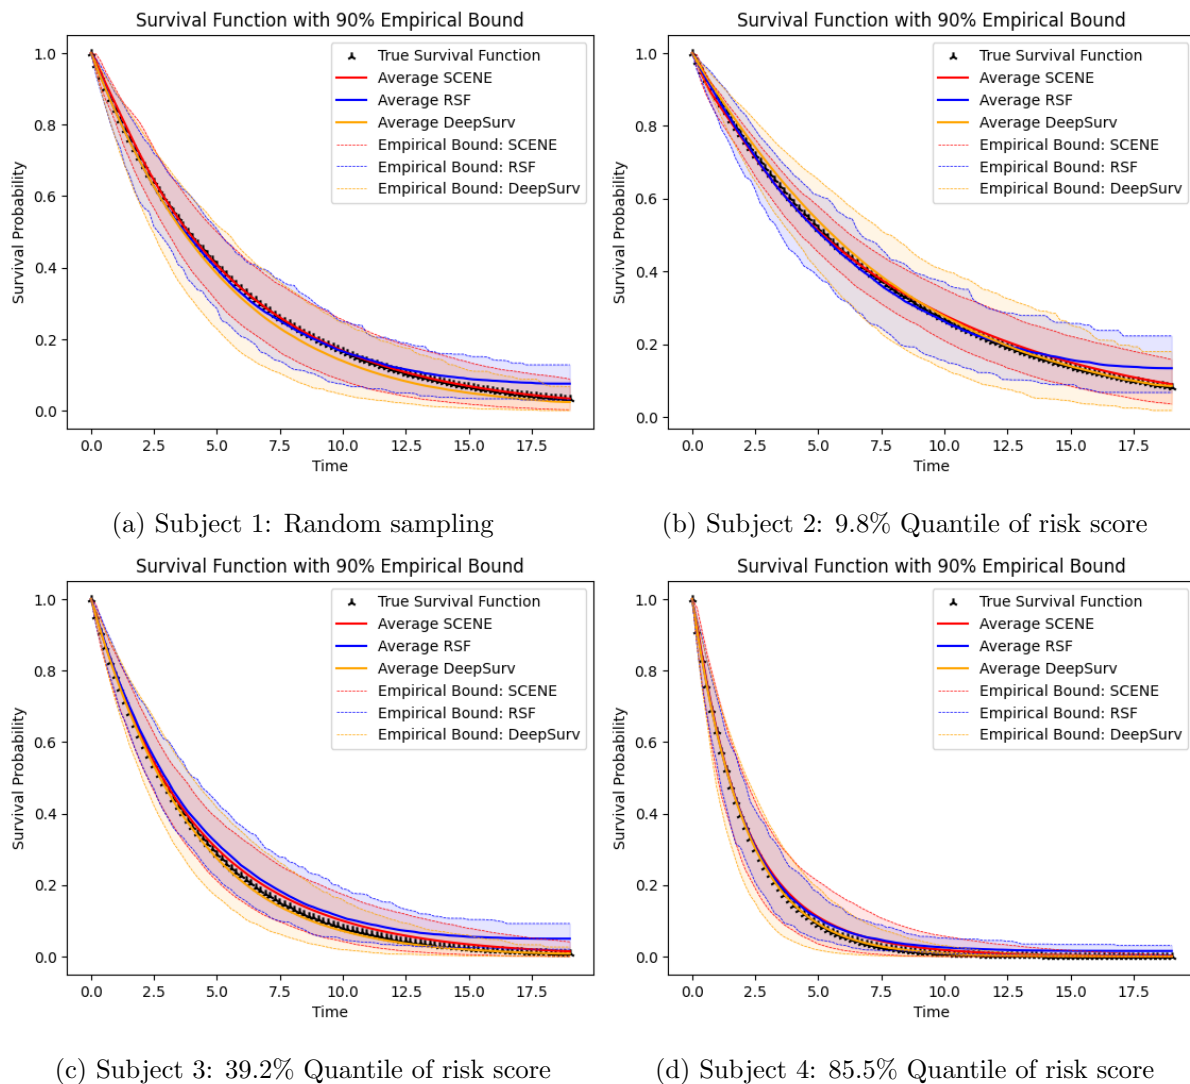 Survival Function with 90% Empirical Bound
Survival Probability
1.0
0.8
0.6
0.4
0.2
0.0
True Survival Function
Average SCENE
Average RSF
Average DeepSurv
Empirical Bound: SCENE
Empirical Bound: RSF
Empirical Bound: DeepSurv
0.0 2.5 5.0 7.5 10.0 12.5 15.0 17.5
Time
(a) Subject 1: Random sampling
Survival Function with 90% Empirical Bound
Survival Probability
1.0
0.8
0.6
0.4
0.2
0.0
True Survival Function
Average SCENE
Average RSF
Average DeepSurv
Empirical Bound: SCENE
Empirical Bound: RSF
Empirical Bound: DeepSurv
0.0 2.5 5.0 7.5 10.0 12.5 15.0 17.5
Time
(b) Subject 2: 9.8% Quantile of risk score
Survival Function with 90% Empirical Bound
Survival Probability
1.0
0.8
0.6
0.4
0.2
0.0
True Survival Function
Average SCENE
Average RSF
Average DeepSurv
Empirical Bound: SCENE
Empirical Bound: RSF
Empirical Bound: DeepSurv
0.0 2.5 5.0 7.5 10.0 12.5 15.0 17.5
Time
(c) Subject 3: 39.2% Quantile of risk score
Survival Function with 90% Empirical Bound
Survival Probability
1.0
0.8
0.6
0.4
0.2
0.0
True Survival Function
Average SCENE
Average RSF
Average DeepSurv
Empirical Bound: SCENE
Empirical Bound: RSF
Empirical Bound: DeepSurv
0.0 2.5 5.0 7.5 10.0 12.5 15.0 17.5
Time
(d) Subject 4: 85.5% Quantile of risk score